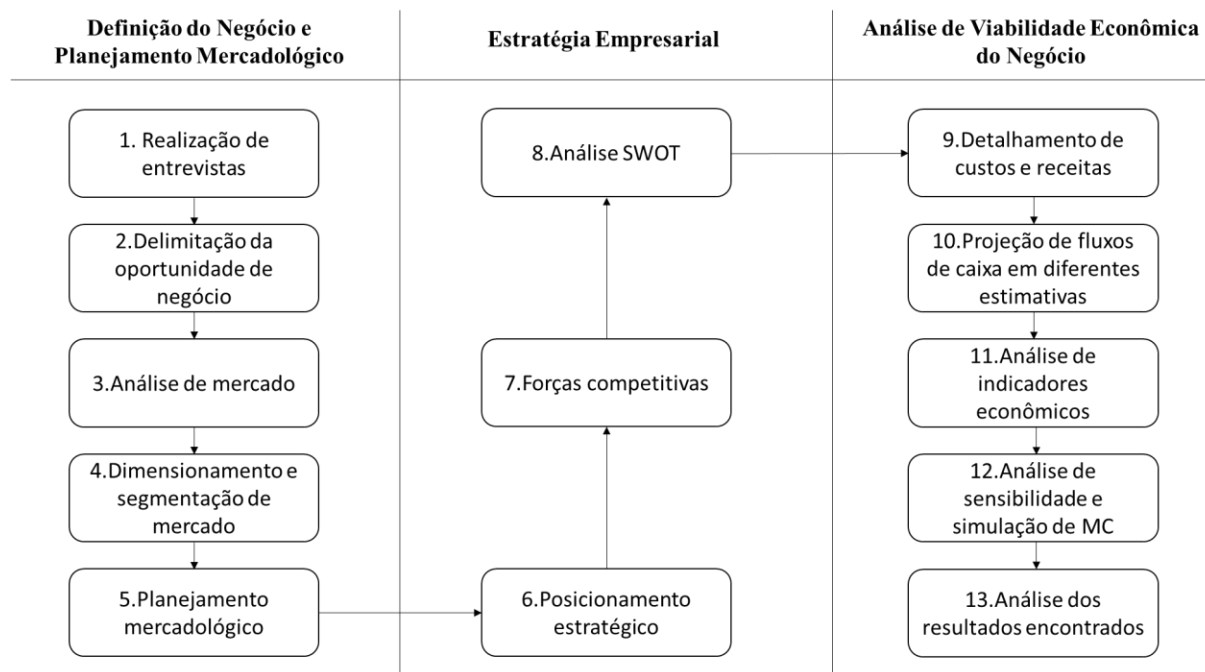 Definição do Negócio e
Planejamento Mercadológico
1. Realização de
entrevistas
2.Delimitação da
oportunidade de
negócio
3.Análise de mercado
4.Dimensionamento e
segmentação de
mercado
5.Planejamento
mercadológico
Estratégia Empresarial
8.Análise SWOT
7.Forças competitivas
6.Posicionamento
estratégico
Análise de Viabilidade Econômica
do Negócio
9.Detalhamento de
custos e receitas
10.Projeção de fluxos
de caixa em diferentes
estimativas
11.Análise de
indicadores
econômicos
12.Análise de
sensibilidade e
simulação de MC
13.Análise dos
resultados encontrados